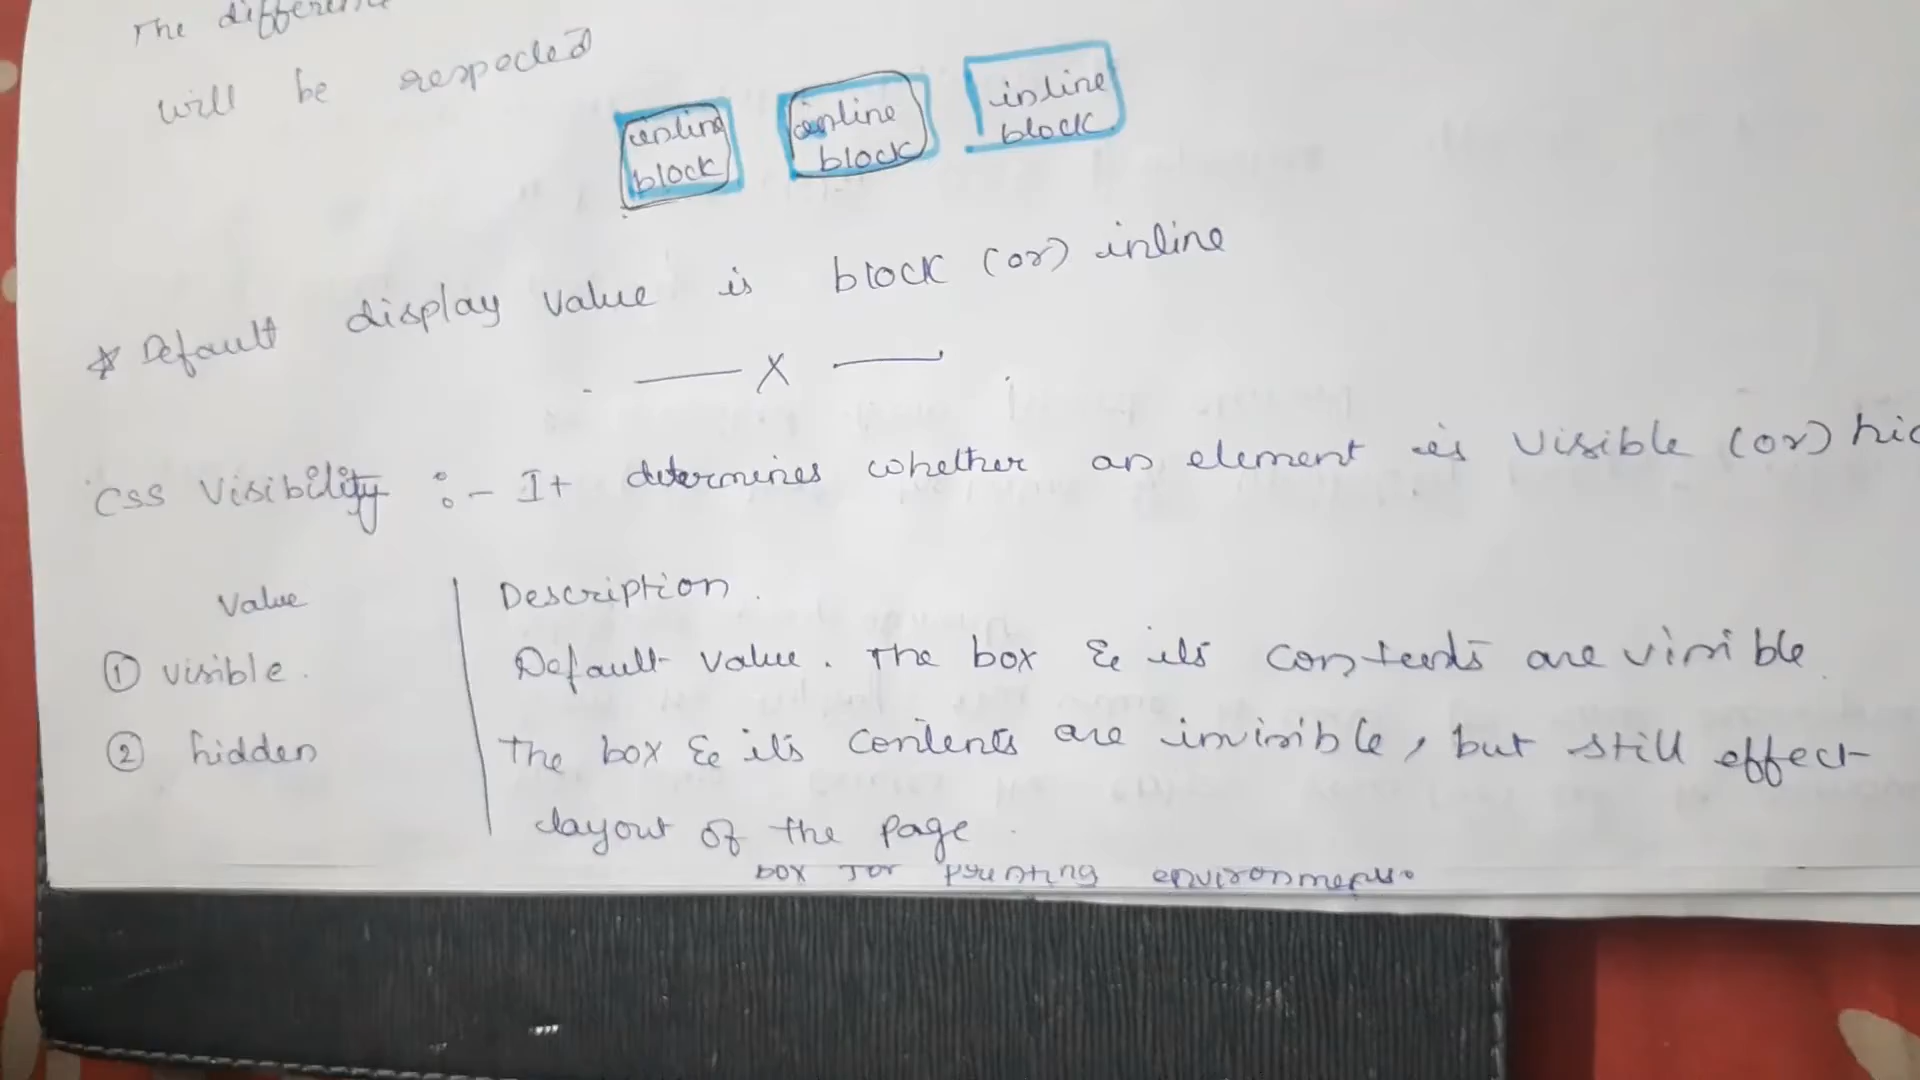 The
will be respected
inline block
inline block
inline block
* Default display value is block (or) inline
— X —
CSS Visibility :- It determines whether an element is visible (or)
Value | Description.
① visible. | Default value. The box & its contents are visible.
② hidden | The box & it's contents are invisible, but still effect
layout of the page.
box for printing environments.